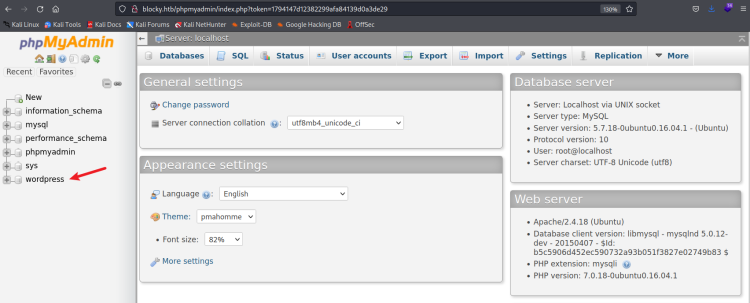 blocky.htb/phpmyadmin/index.php?token=1794147d12382299afa84139d0a3de29
130%
Kali Linux
Kali Tools
Kali Docs
Kali Forums
Kali NetHunter
Exploit-DB
Google Hacking DB
OffSec
phpMyAdmin
Recent
Favorites
New
information_schema
mysql
performance_schema
phpmyadmin
sys
wordpress
Server: localhost
Databases
SQL
Status
User accounts
Export
Import
Settings
Replication
More
General settings
Change password
Server connection collation : utf8mb4_unicode_ci
Appearance settings
Language : English
Theme: pmahomme
• Font size: 82%
More settings
Database server
• Server: Localhost via UNIX socket
• Server type: MySQL
• Server version: 5.7.18-0ubuntu0.16.04.1 - (Ubuntu)
• Protocol version: 10
• User: root@localhost
• Server charset: UTF-8 Unicode (utf8)
Web server
• Apache/2.4.18 (Ubuntu)
• Database client version: libmysql - mysqlnd 5.0.12-
dev - 20150407 - $Id:
b5c5906d452ec590732a93b051f3827e02749b83 $
• PHP extension: mysqli
• PHP version: 7.0.18-0ubuntu0.16.04.1